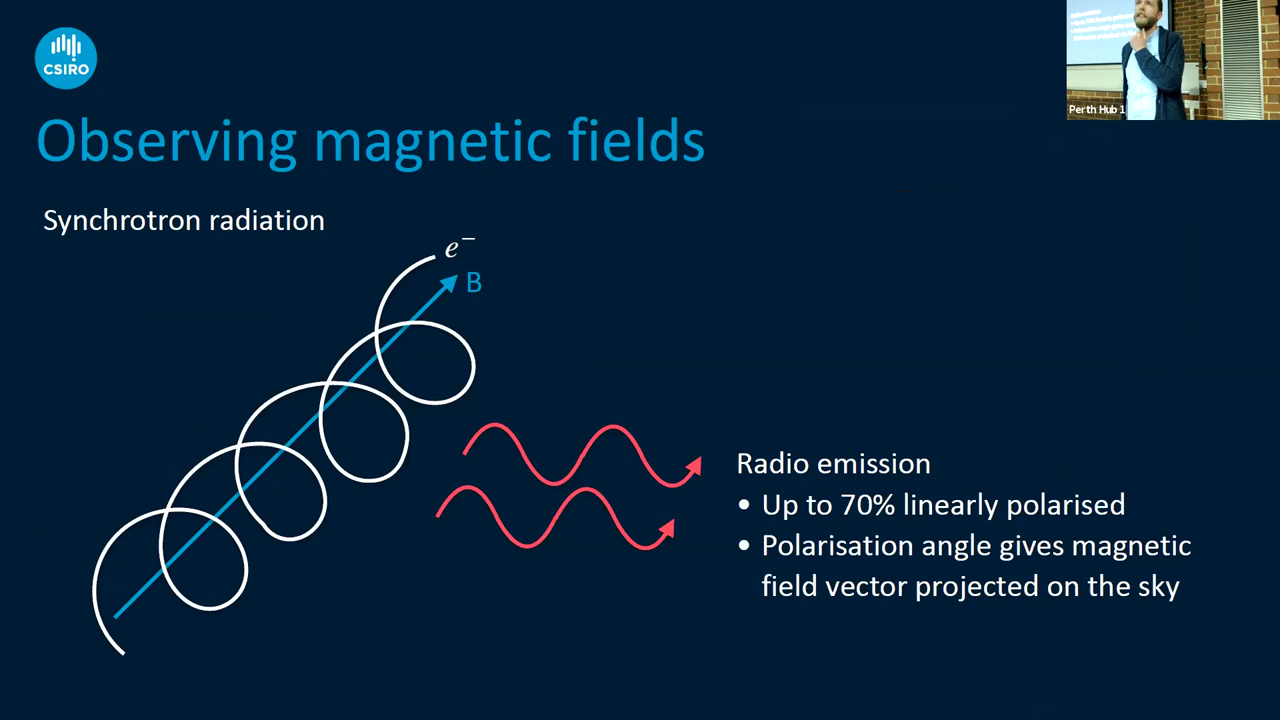 CSIRO
Observing magnetic fields
Synchrotron radiation
e⁻
B
Radio emission
• Up to 70% linearly polarised
• Polarisation angle gives magnetic
field vector projected on the sky
Perth Hub 1